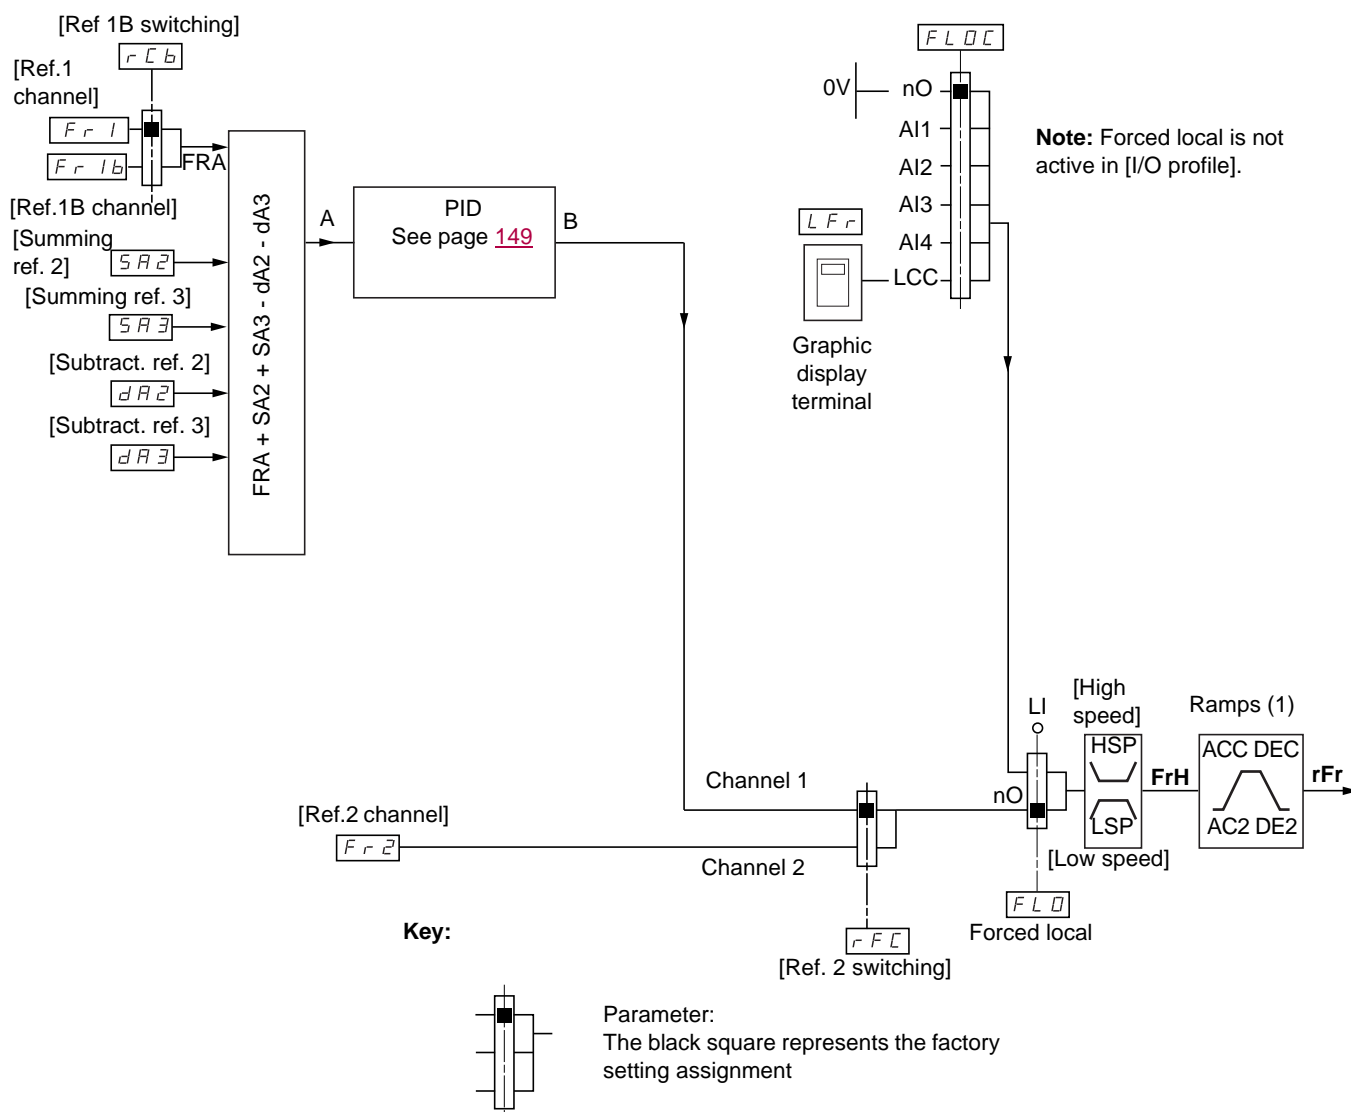 [Ref 1B switching]
rCb
[Ref.1
channel]
Fr1
Fr1b
FRA
[Ref.1B channel]
[Summing
ref. 2]
SA2
[Summing ref. 3]
SA3
[Subtract. ref. 2]
dA2
[Subtract. ref. 3]
dA3
FRA + SA2 + SA3 - dA2 - dA3
A
PID
See page 149
B
FLOC
0V
nO
AI1
AI2
AI3
AI4
LCC
LFr
Graphic
display
terminal
Note: Forced local is not
active in [I/O profile].
Channel 1
[Ref.2 channel]
Fr2
Channel 2
rFC
[Ref. 2 switching]
LI
nO
FLO
Forced local
[High
speed]
HSP
LSP
[Low speed]
FrH
Ramps (1)
ACC DEC
AC2 DE2
rFr
Key:
Parameter:
The black square represents the factory
setting assignment